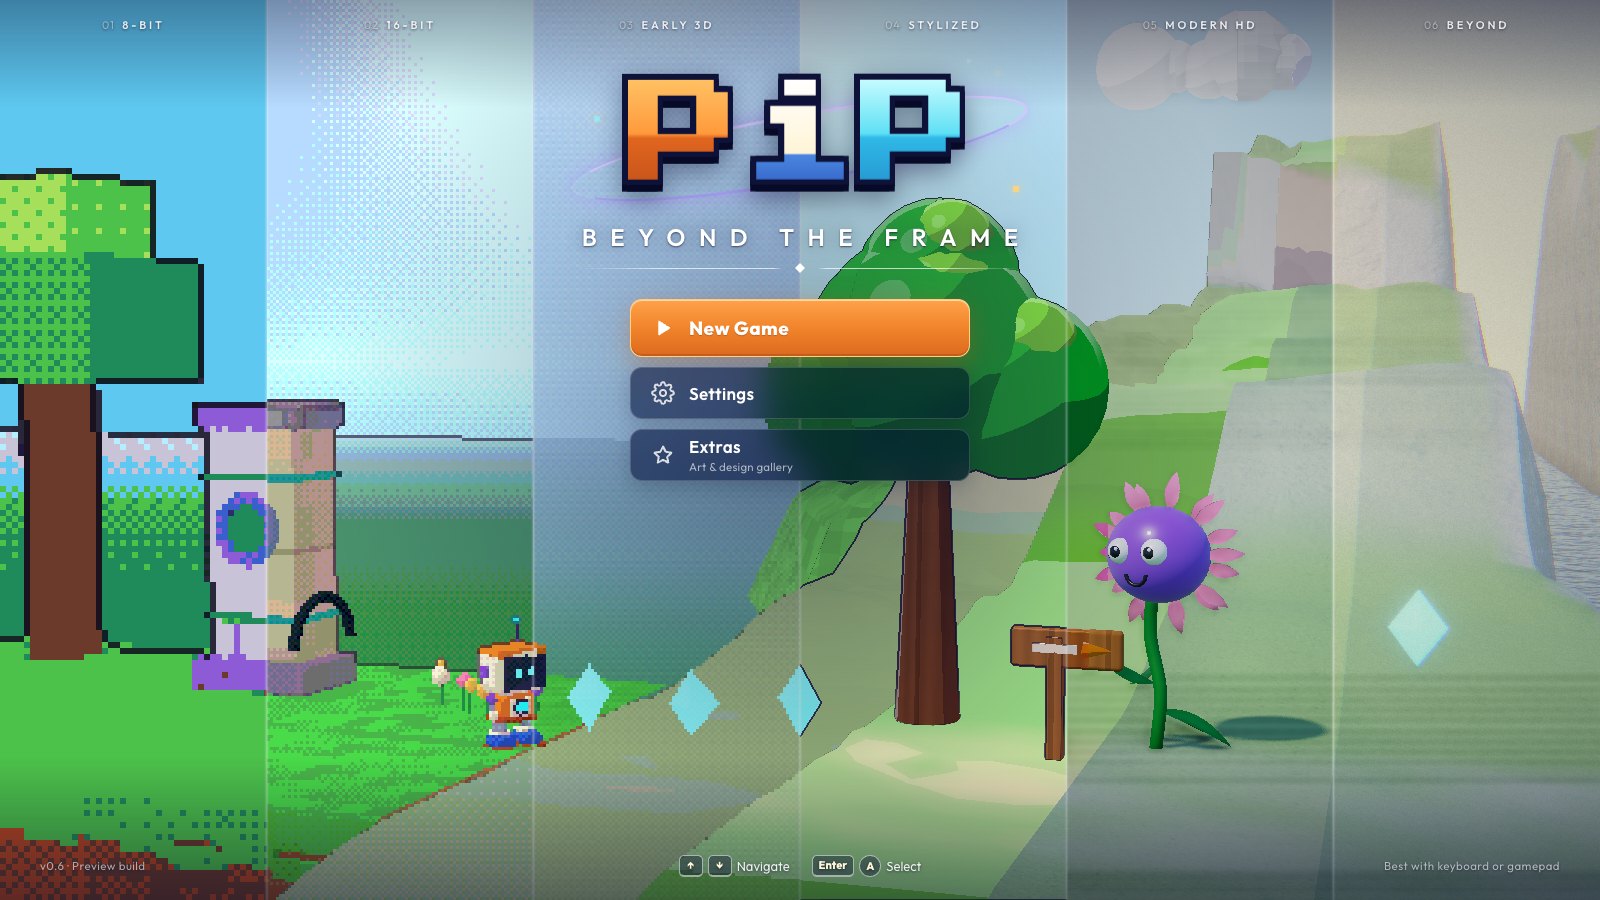 01 8-BIT
02 16-BIT
03 EARLY 3D
04 STYLIZED
05 MODERN HD
06 BEYOND
PiP
BEYOND THE FRAME
New Game
Settings
Extras
Art & design gallery
v0.6 · Preview build
↑ ↓ Navigate Enter A Select
Best with keyboard or gamepad